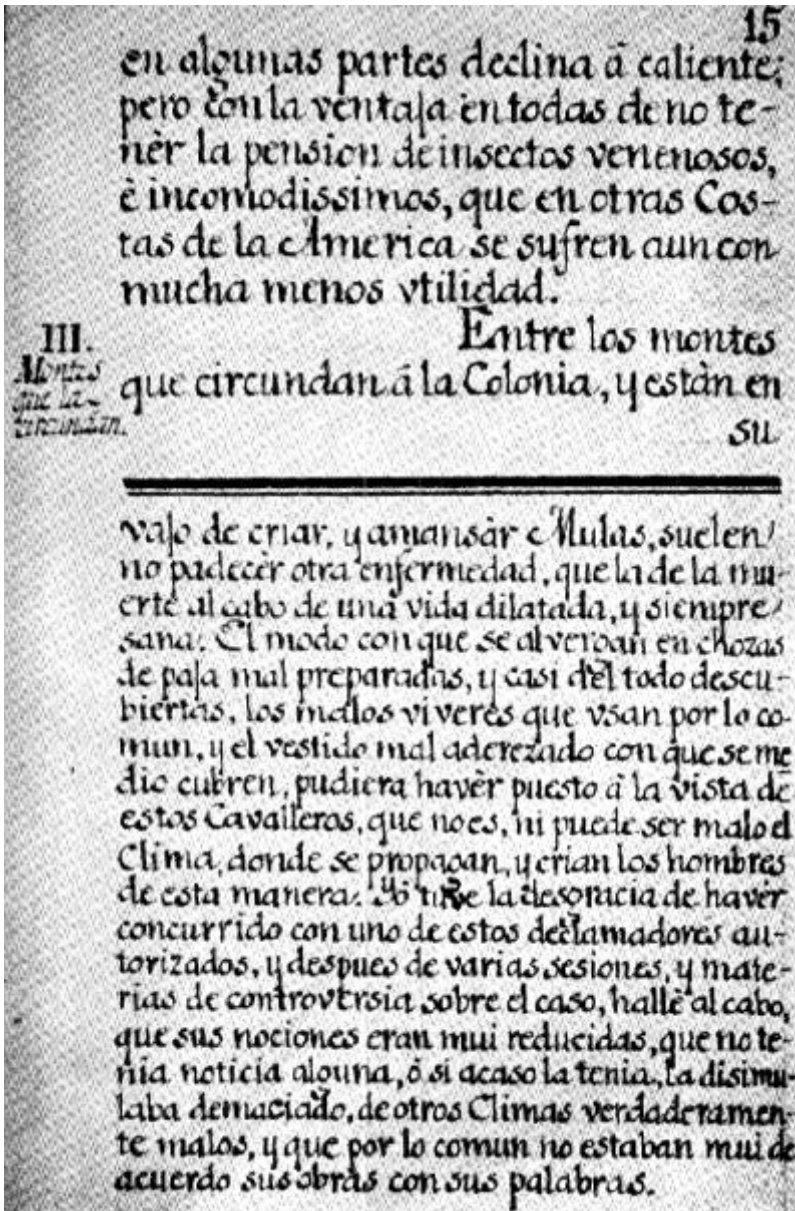 15
en algunas partes declina â caliente;
pero con la ventaja en todas de no te-
nèr la pension de insectos venenosos,
è incomodissimos, que en otras Cos-
tas de la America se sufren aun con
mucha menos vtilidad.
III.
Montes
que la
circundan.
Entre los montes
que circundan â la Colonia, y estàn en
su
vajo de criar, y amansàr Mulas, suelen
no padecèr otra enfermedad, que la de la mu-
erte al cabo de una vida dilatada, y siempre
sana. El modo con que se alvergan en chozas
de paja mal preparadas, y casi del todo descu-
biertas, los malos viveres que vsan por lo co-
mun, y el vestido mal aderezado con que se me
dio cubren, pudiera havèr puesto â la vista de
estos Cavalleros, que no es, ni puede ser malo el
Clima, donde se propagan, y crian los hombres
de esta manera. Yo tuve la desgracia de havèr
concurrido con uno de estos declamadores au-
torizados, y despues de varias sesiones, y mate-
rias de controversia sobre el caso, hallè al cabo,
que sus nociones eran mui reducidas, que no te-
nia noticia alguna, ô si acaso la tenia, la disimu-
laba demaciado, de otros Climas verdaderamen-
te malos, y que por lo comun no estaban mui de
acuerdo sus obras con sus palabras.